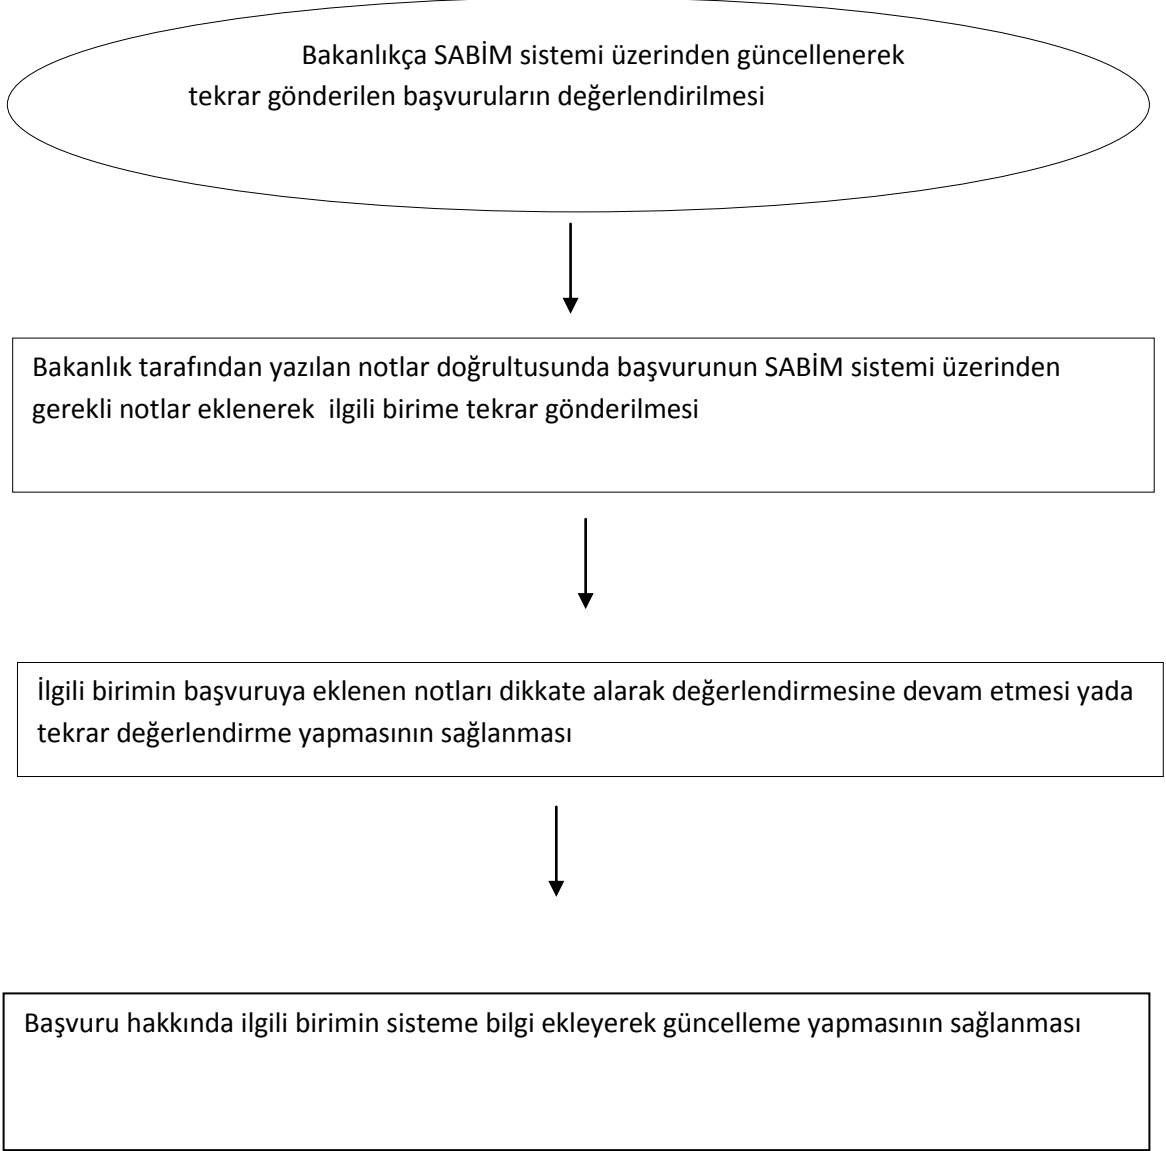 Bakanlıkça SABİM sistemi üzerinden güncellenerek
tekrar gönderilen başvuruların değerlendirilmesi
Bakanlık tarafından yazılan notlar doğrultusunda başvurunun SABİM sistemi üzerinden
gerekli notlar eklenerek  ilgili birime tekrar gönderilmesi
İlgili birimin başvuruya eklenen notları dikkate alarak değerlendirmesine devam etmesi yada
tekrar değerlendirme yapmasının sağlanması
Başvuru hakkında ilgili birimin sisteme bilgi ekleyerek güncelleme yapmasının sağlanması